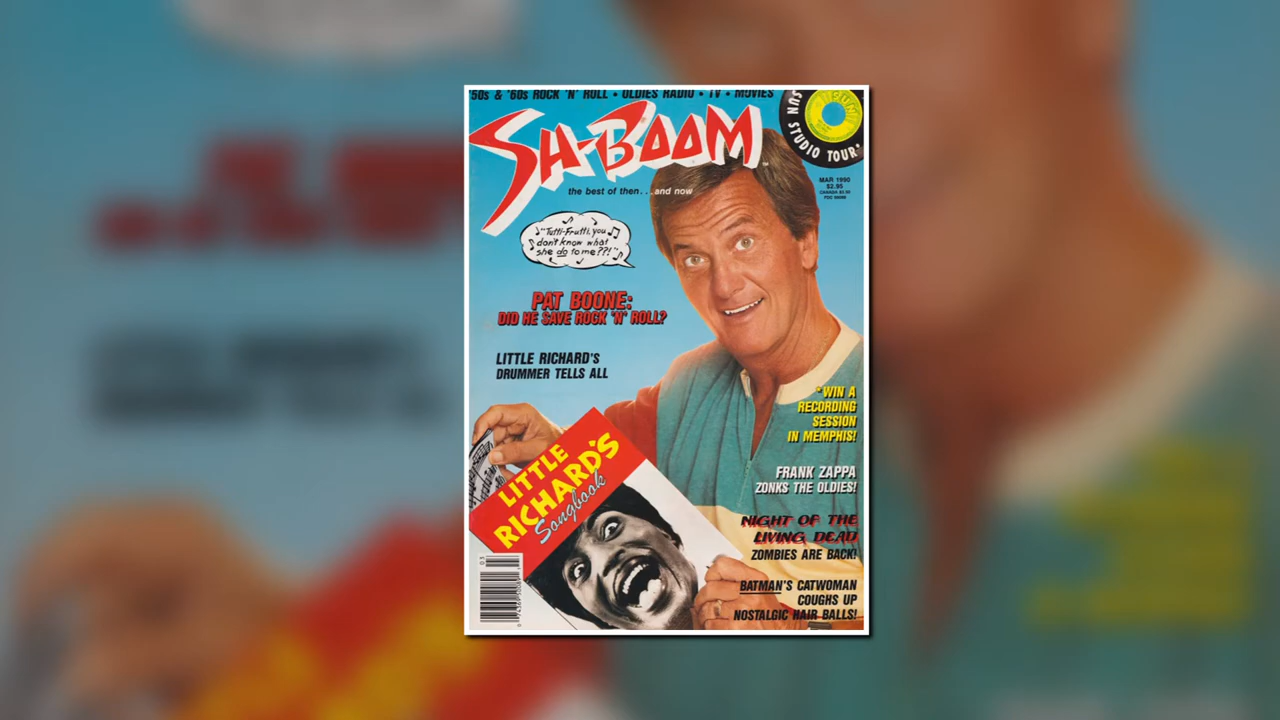 '50s & '60s ROCK 'N' ROLL • OLDIES RADIO • TV • MOVIES
SH-BOOM
™
the best of then...and now
SUN STUDIO TOUR
SUN
MAR 1990
$2.95
"Tutti-Frutti, you
don't know what
she do to me??!"
PAT BOONE:
DID HE SAVE ROCK 'N' ROLL?
LITTLE RICHARD'S
DRUMMER TELLS ALL
*WIN A
RECORDING
SESSION
IN MEMPHIS!
FRANK ZAPPA
ZONKS THE OLDIES!
NIGHT OF THE
LIVING DEAD
ZOMBIES ARE BACK!
BATMAN'S CATWOMAN
COUGHS UP
NOSTALGIC HAIR BALLS!
LITTLE
RICHARD'S
Songbook
03